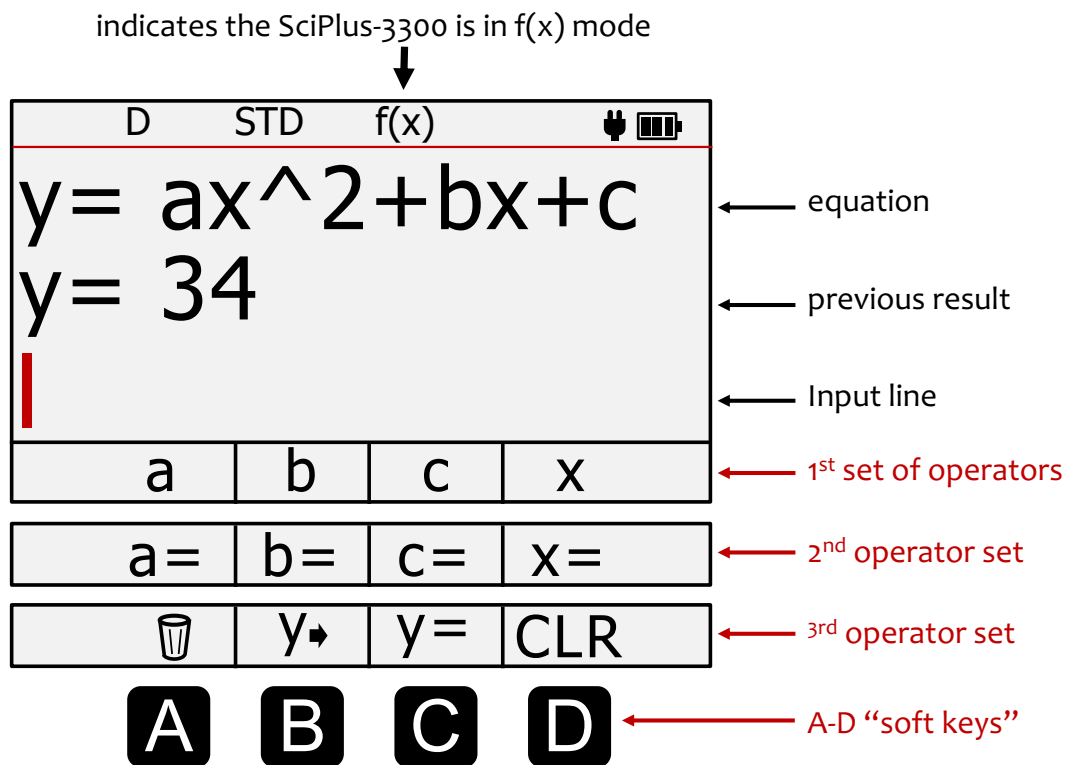 indicates the SciPlus-3300 is in f(x) mode
D STD f(x)
y= ax^2+bx+c
equation
y= 34
previous result
Input line
a b c x
1st set of operators
a= b= c= x=
2nd operator set
y➧ y= CLR
3rd operator set
A B C D
A-D “soft keys”